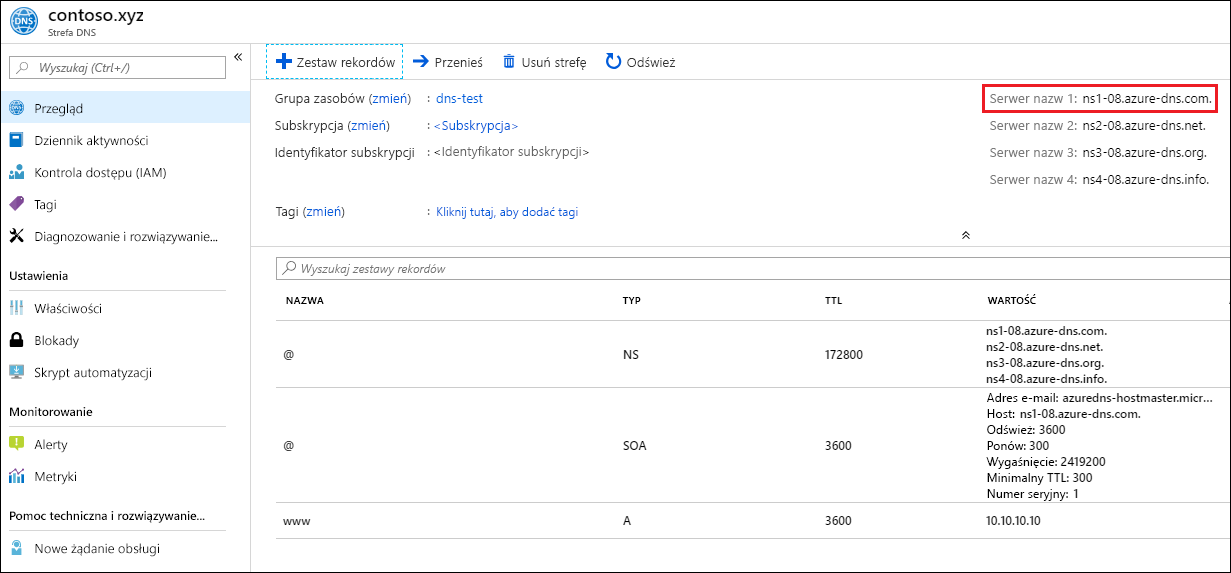 contoso.xyz
Strefa DNS
Wyszukaj (Ctrl+/)
«
Przegląd
Dziennik aktywności
Kontrola dostępu (IAM)
Tagi
Diagnozowanie i rozwiązywanie...
Ustawienia
Właściwości
Blokady
Skrypt automatyzacji
Monitorowanie
Alerty
Metryki
Pomoc techniczna i rozwiązywanie...
Nowe żądanie obsługi
Zestaw rekordów Przenieś Usuń strefę Odśwież
Grupa zasobów (zmień) : dns-test
Subskrypcja (zmień) : <Subskrypcja>
Identyfikator subskrypcji : <Identyfikator subskrypcji>
Tagi (zmień) : Kliknij tutaj, aby dodać tagi
Serwer nazw 1: ns1-08.azure-dns.com.
Serwer nazw 2: ns2-08.azure-dns.net.
Serwer nazw 3: ns3-08.azure-dns.org.
Serwer nazw 4: ns4-08.azure-dns.info.
Wyszukaj zestawy rekordów
NAZWA TYP TTL WARTOŚĆ
@ NS 172800
ns1-08.azure-dns.com.
ns2-08.azure-dns.net.
ns3-08.azure-dns.org.
ns4-08.azure-dns.info.
@ SOA 3600
Adres e-mail: azuredns-hostmaster.micr...
Host: ns1-08.azure-dns.com.
Odśwież: 3600
Ponów: 300
Wygaśnięcie: 2419200
Minimalny TTL: 300
Numer seryjny: 1
www A 3600 10.10.10.10